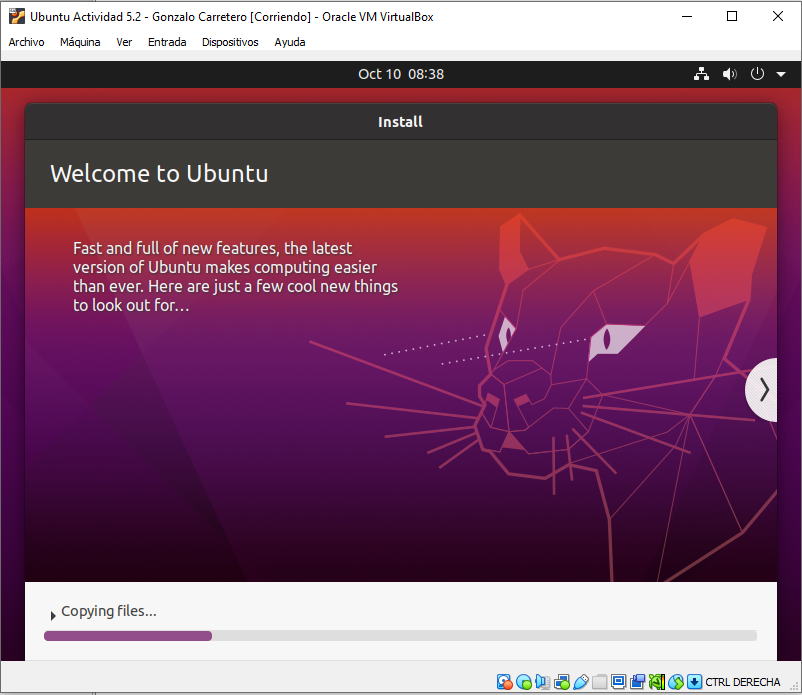 Ubuntu Actividad 5.2 - Gonzalo Carretero [Corriendo] - Oracle VM VirtualBox
Archivo Máquina Ver Entrada Dispositivos Ayuda
Oct 10 08:38
Install
Welcome to Ubuntu
Fast and full of new features, the latest
version of Ubuntu makes computing easier
than ever. Here are just a few cool new things
to look out for…
Copying files…
CTRL DERECHA